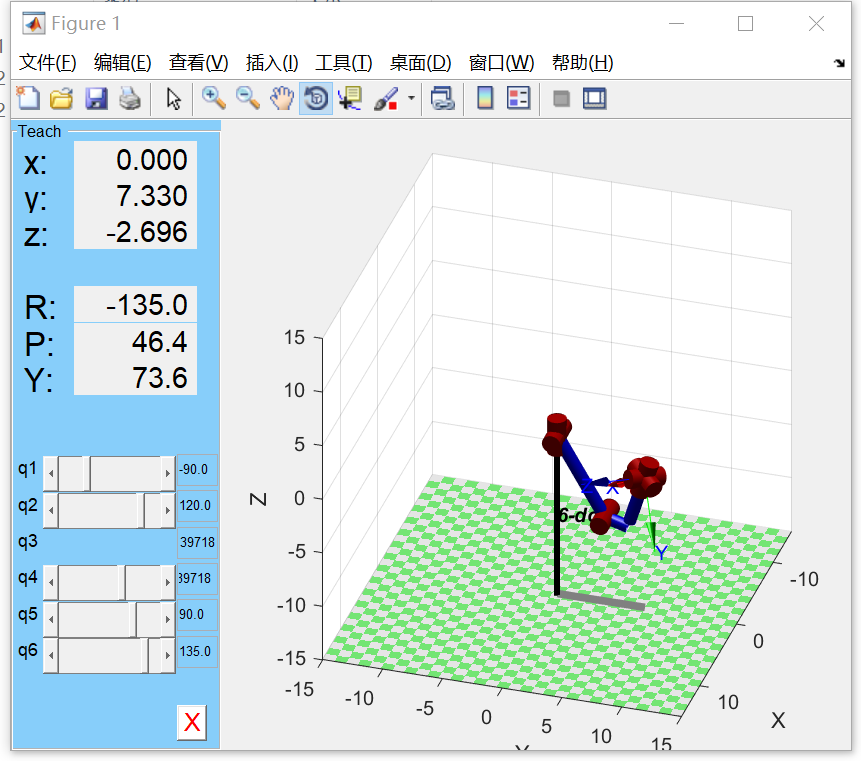 Figure 1
文件(F) 编辑(E) 查看(V) 插入(I) 工具(T) 桌面(D) 窗口(W) 帮助(H)
Teach
x: 0.000
y: 7.330
z: -2.696
R: -135.0
P: 46.4
Y: 73.6
q1 -90.0
q2 120.0
q3 39718
q4 39718
q5 90.0
q6 135.0
X
15
10
5
0
-5
-10
-15
Z
-15
-10
-5
0
5
10
15
Y
-10
0
10
X
6-do
X
Y